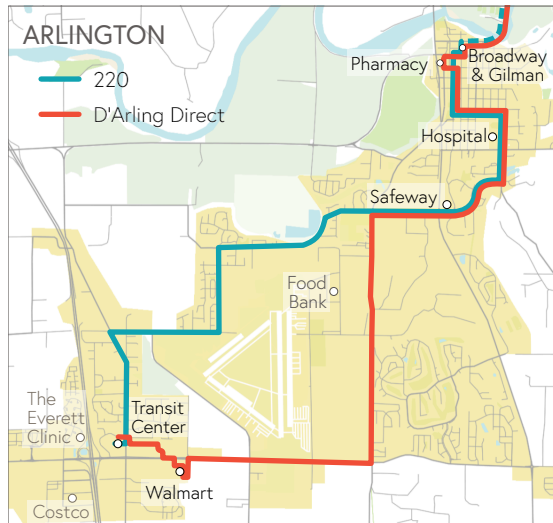 ARLINGTON
220
D'Arling Direct
Pharmacy
Broadway
& Gilman
Hospital
Safeway
Food
Bank
The
Everett
Clinic
Transit
Center
Walmart
Costco